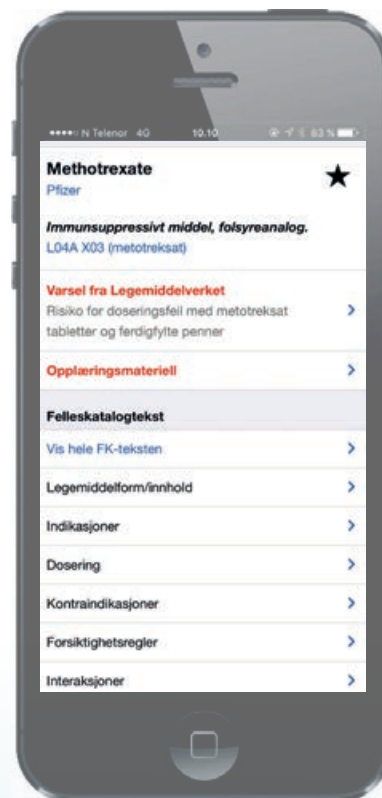 N Telenor 4G 10.10 83 %
Methotrexate
Pfizer
Immunsuppressivt middel, folsyreanalog.
L04A X03 (metotreksat)
Varsel fra Legemiddelverket
Risiko for doseringsfeil med metotreksat
tabletter og ferdigfylte penner
Opplæringsmateriell
Felleskatalogtekst
Vis hele FK-teksten
Legemiddelform/innhold
Indikasjoner
Dosering
Kontraindikasjoner
Forsiktighetsregler
Interaksjoner